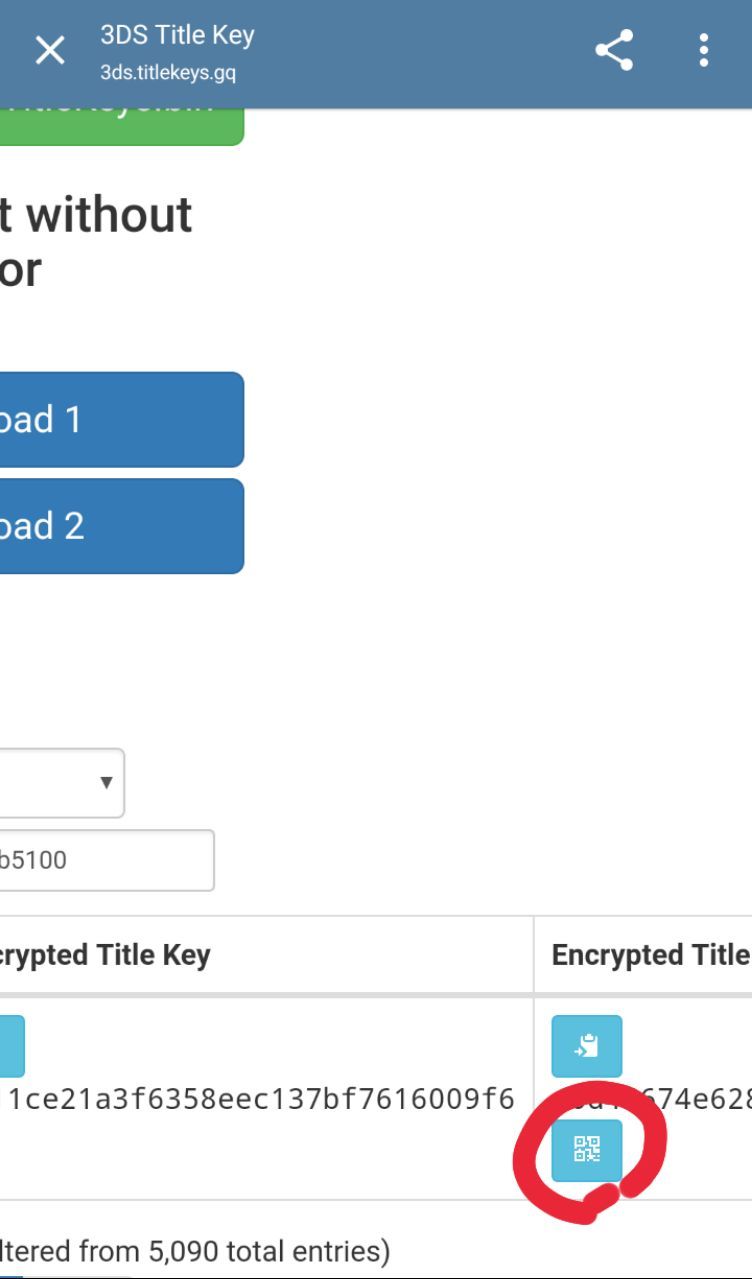 3DS Title Key
3ds.titlekeys.gq
t without
or
oad 1
oad 2
b5100
crypted Title Key
Encrypted Title
1ce21a3f6358eec137bf7616009f6
674e628
ltered from 5,090 total entries)